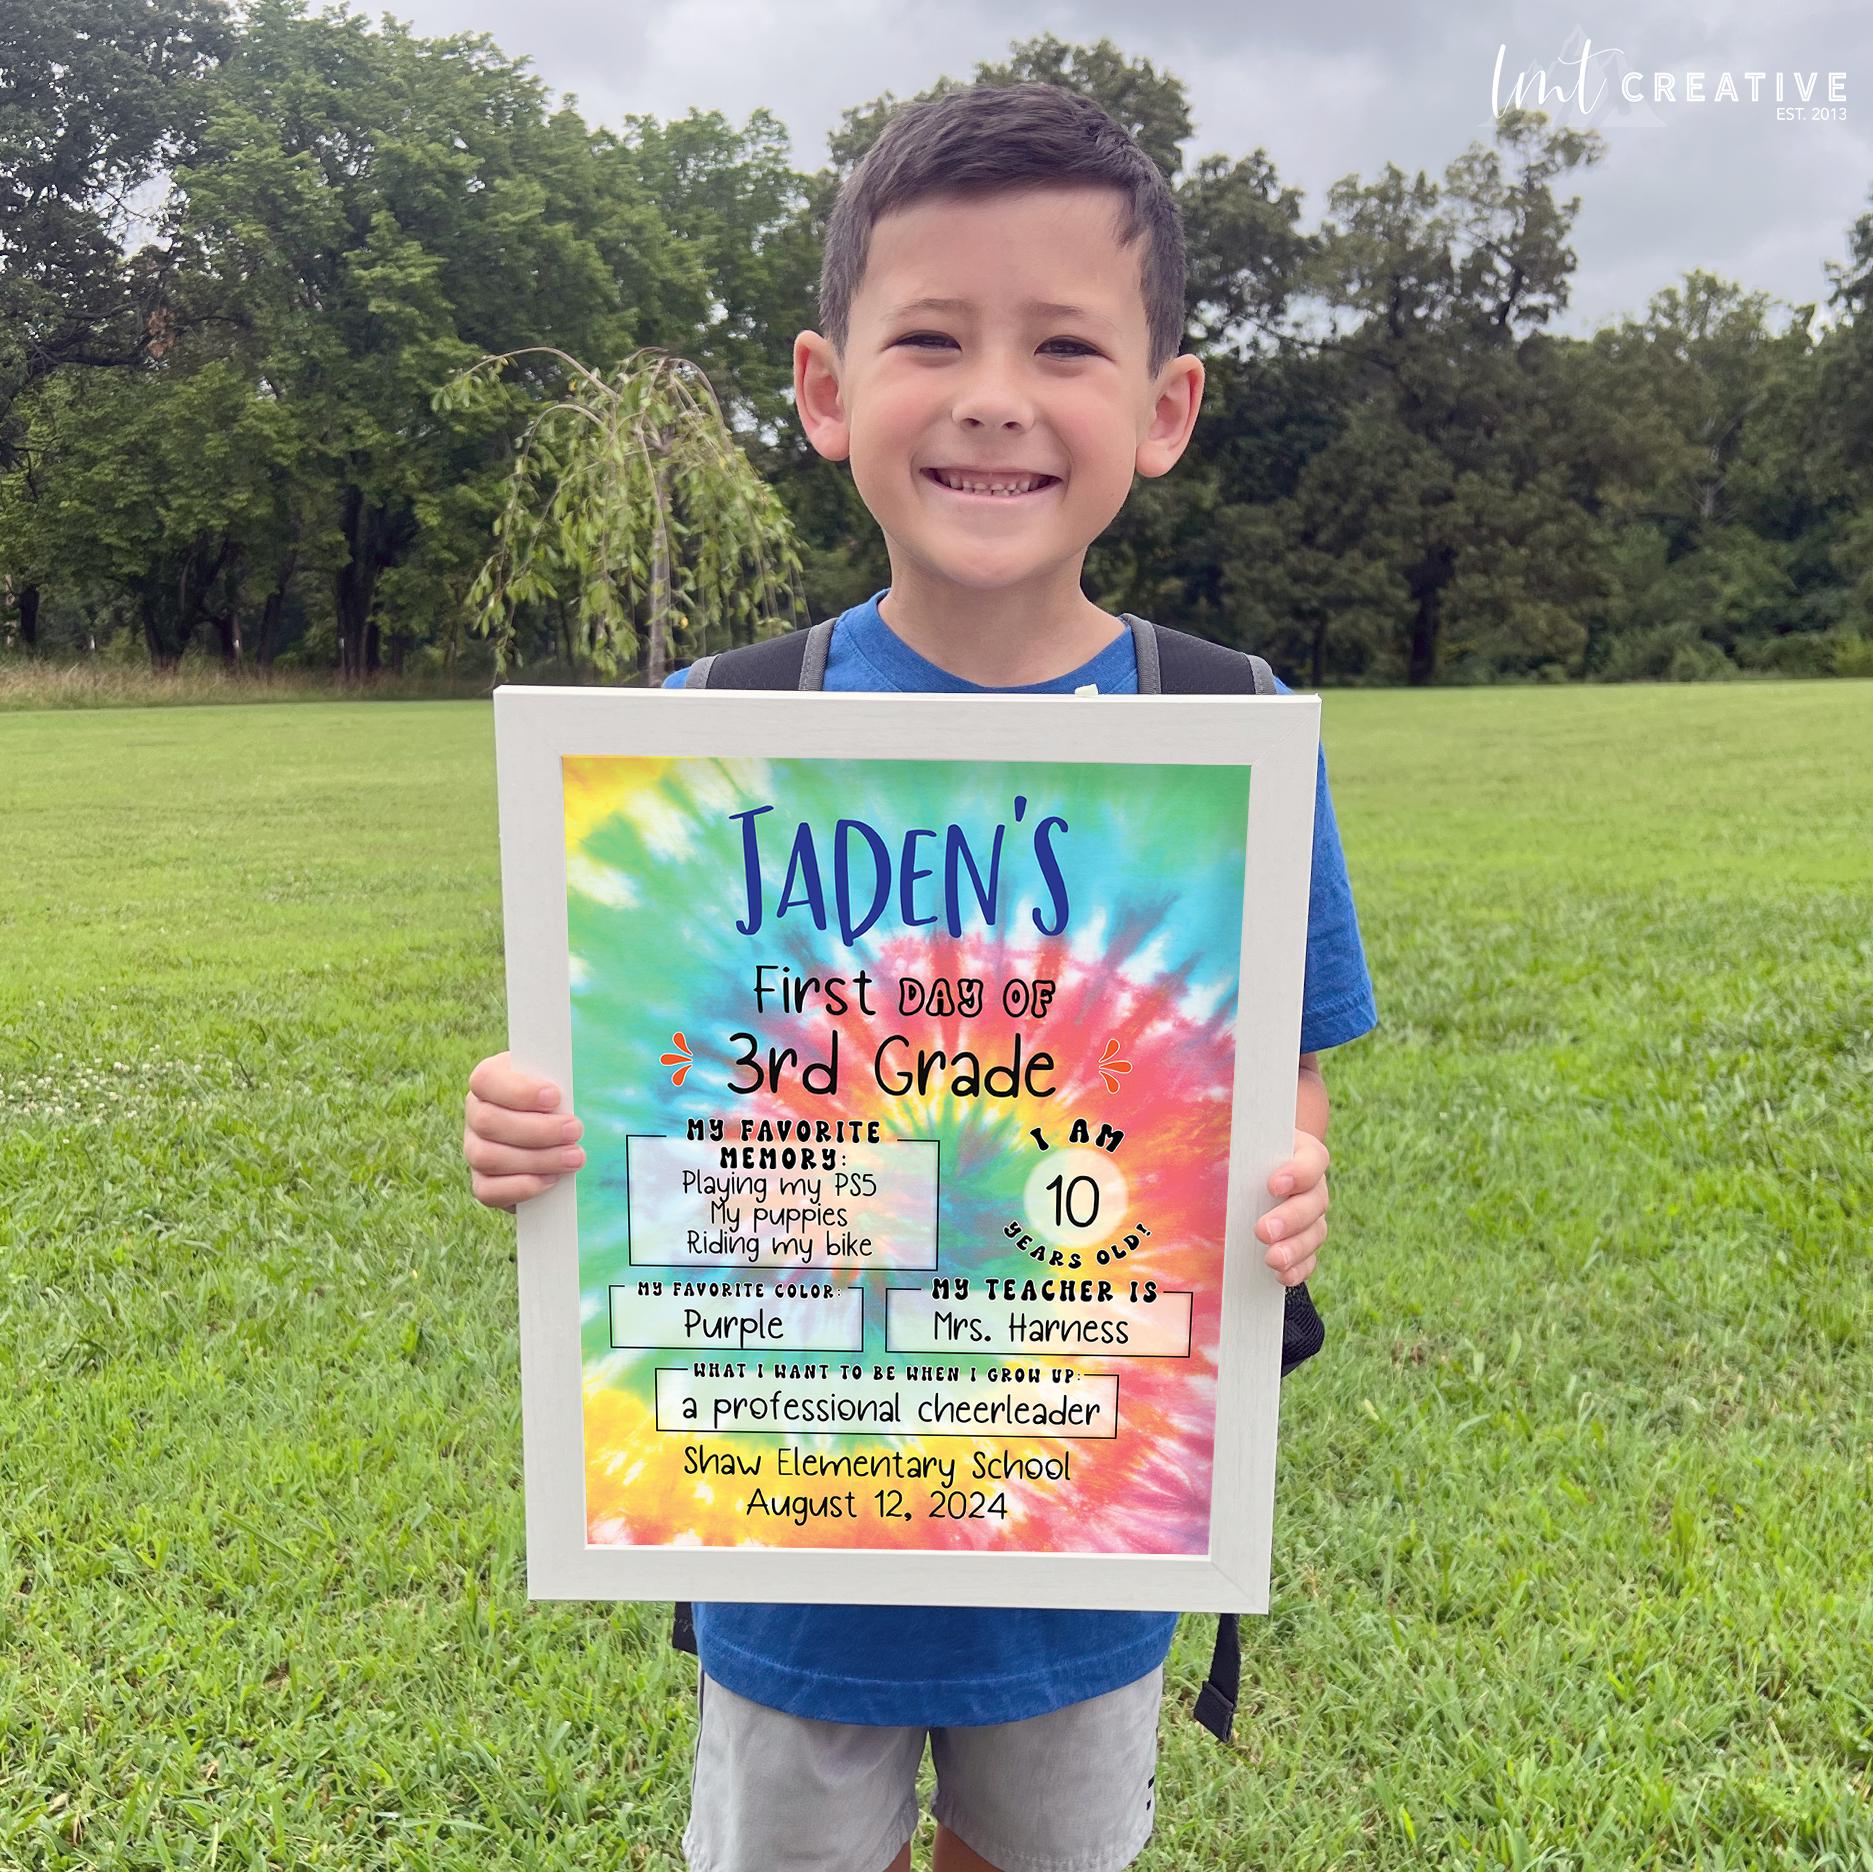 lmt CREATIVE
EST. 2013
JADEN'S
First DAY OF
3rd Grade
MY FAVORITE
MEMORY:
Playing my PS5
My puppies
Riding my bike
I AM
10
YEARS OLD!
MY FAVORITE COLOR:
Purple
MY TEACHER IS
Mrs. Harness
WHAT I WANT TO BE WHEN I GROW UP:
a professional cheerleader
Shaw Elementary School
August 12, 2024